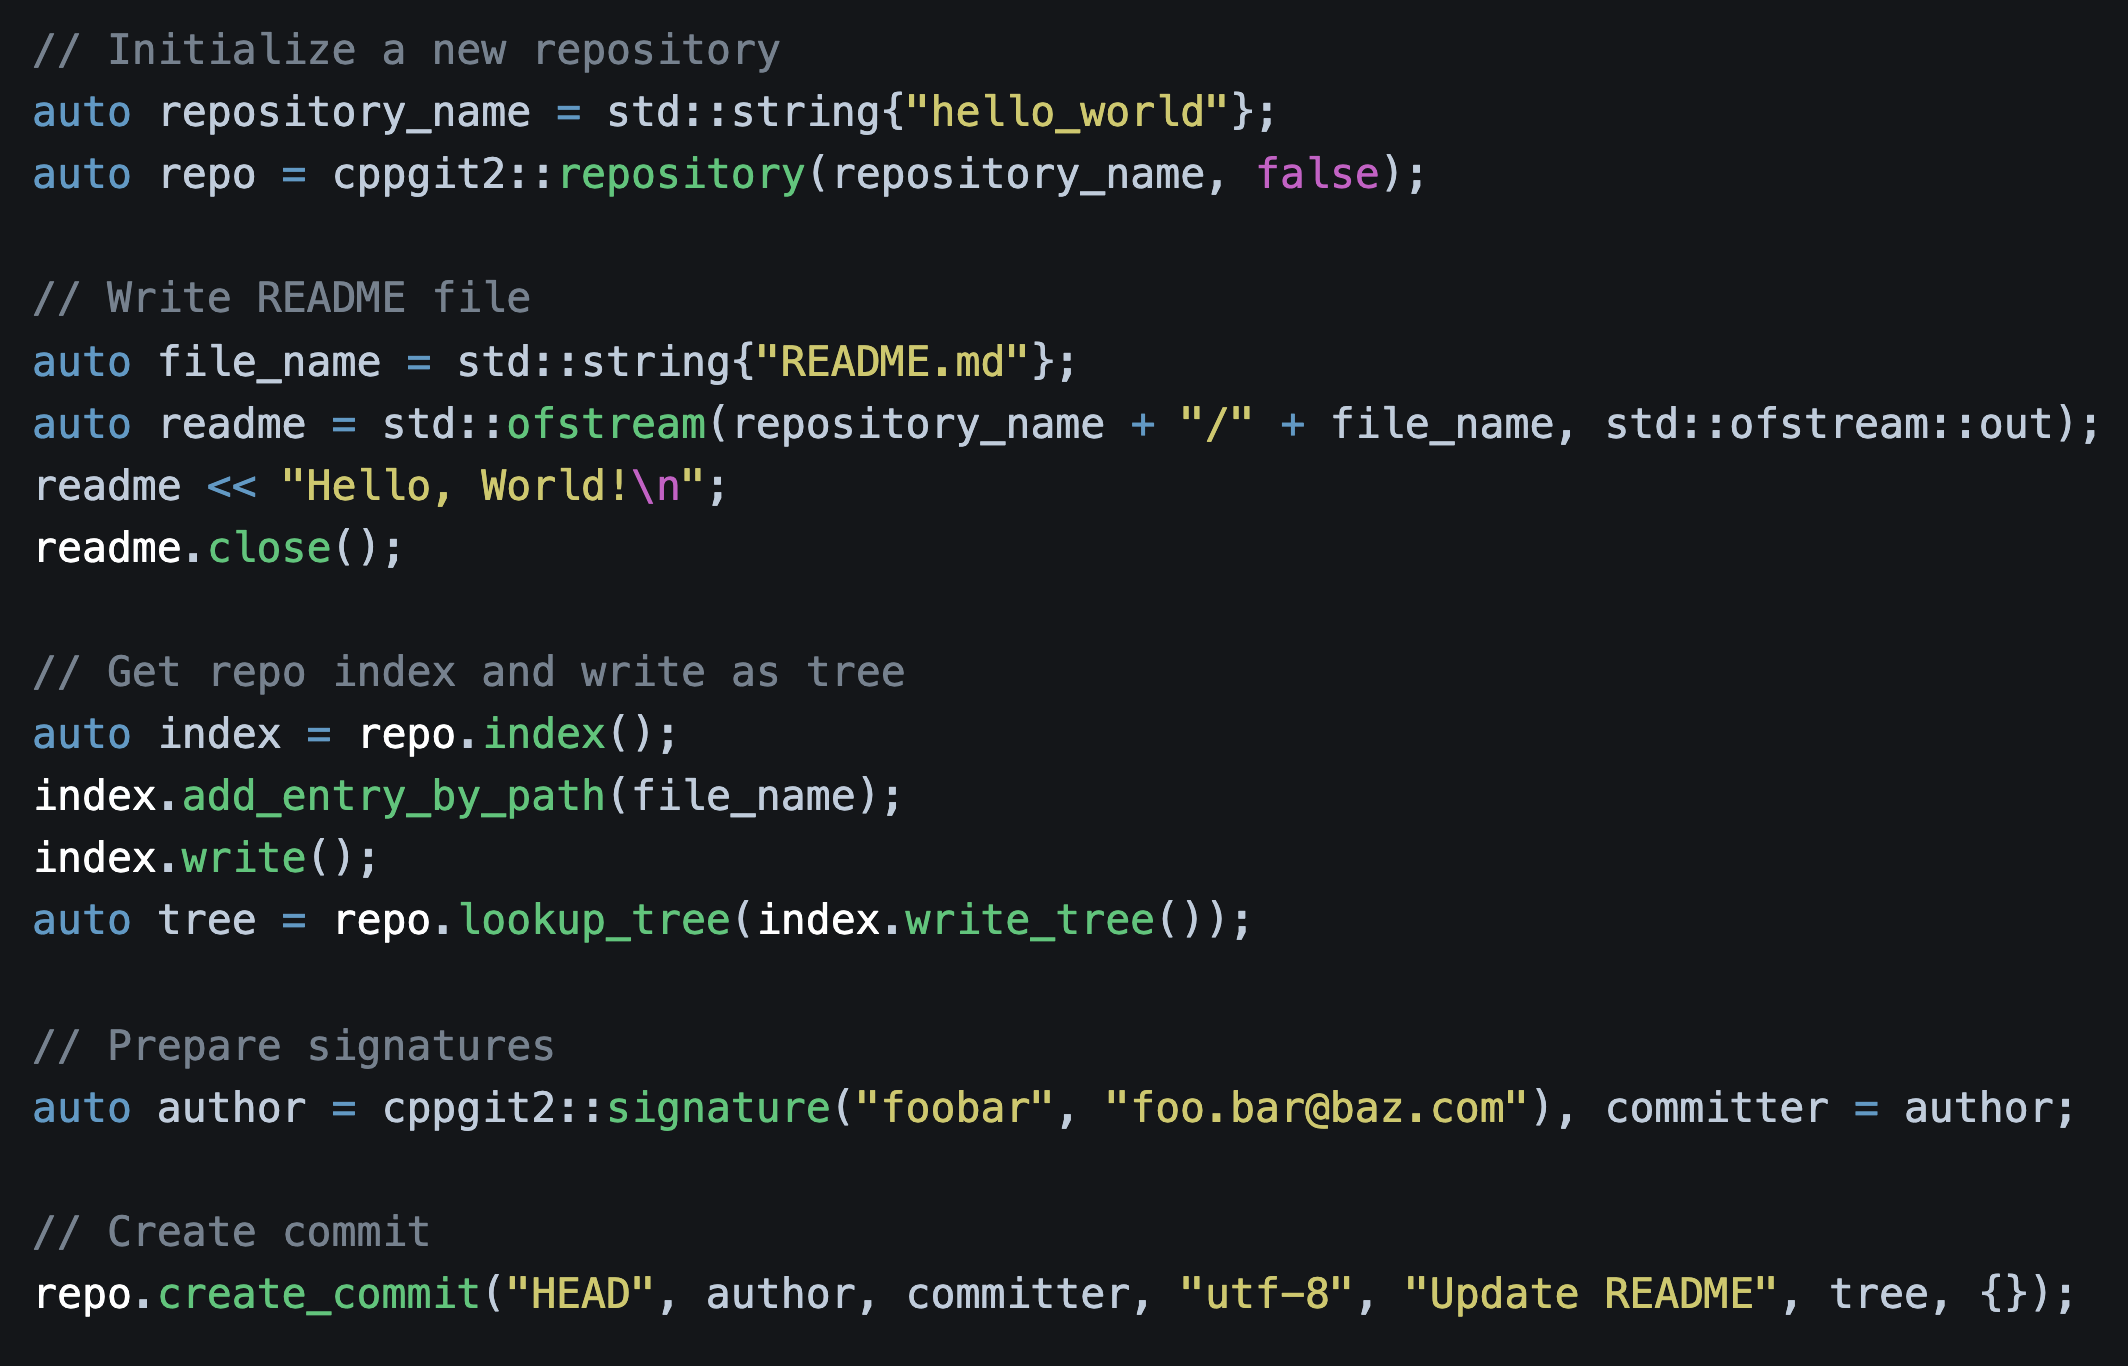 // Initialize a new repository
auto repository_name = std::string{"hello_world"};
auto repo = cppgit2::repository(repository_name, false);
// Write README file
auto file_name = std::string{"README.md"};
auto readme = std::ofstream(repository_name + "/" + file_name, std::ofstream::out);
readme << "Hello, World!\n";
readme.close();
// Get repo index and write as tree
auto index = repo.index();
index.add_entry_by_path(file_name);
index.write();
auto tree = repo.lookup_tree(index.write_tree());
// Prepare signatures
auto author = cppgit2::signature("foobar", "foo.bar@baz.com"), committer = author;
// Create commit
repo.create_commit("HEAD", author, committer, "utf-8", "Update README", tree, {});